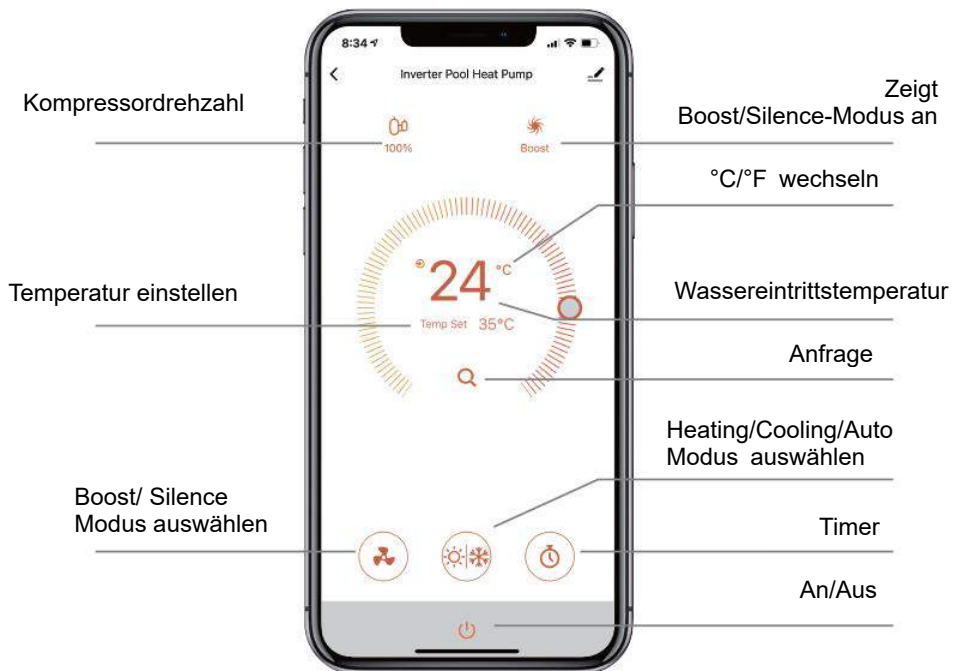 8:34
Inverter Pool Heat Pump
Kompressordrehzahl
Zeigt
Boost/Silence-Modus an
100%
Boost
°C/°F wechseln
24 °C
Temperatur einstellen
Wassereintrittstemperatur
Temp Set 35°C
Anfrage
Heating/Cooling/Auto
Modus auswählen
Boost/ Silence
Modus auswählen
Timer
An/Aus